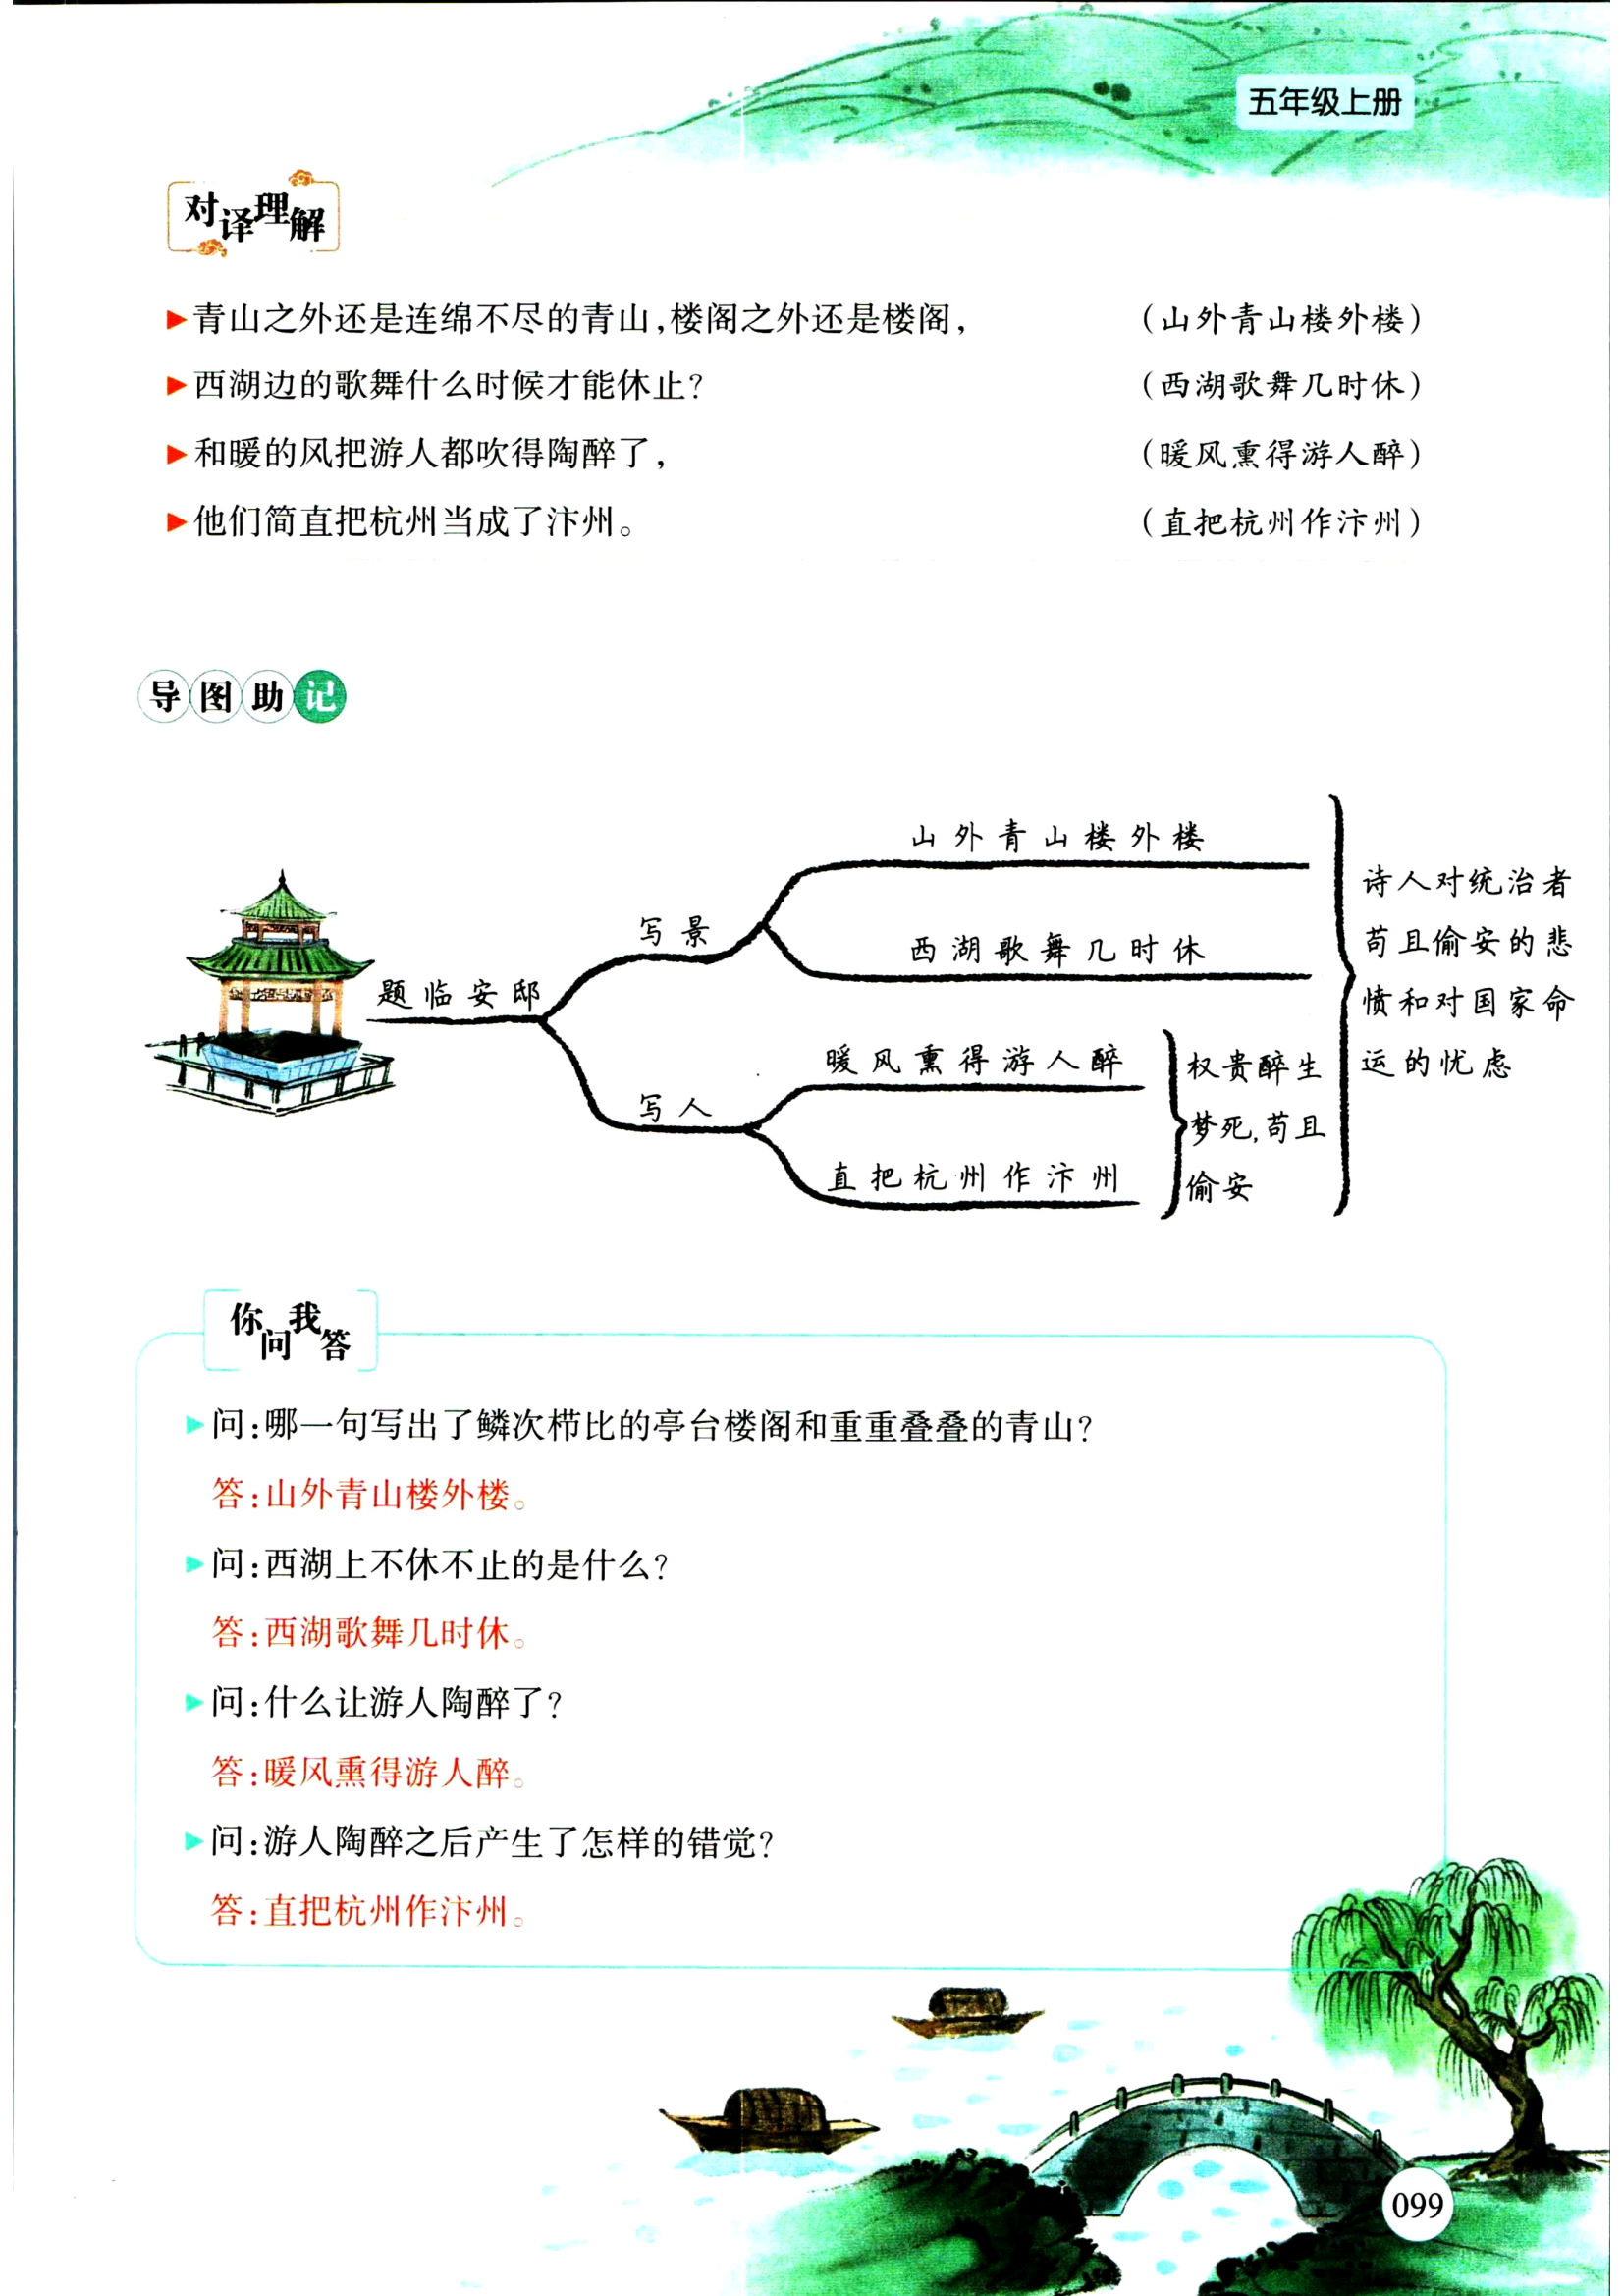 五年级上册
对译理解
青山之外还是连绵不尽的青山,楼阁之外还是楼阁, (山外青山楼外楼)
西湖边的歌舞什么时候才能休止? (西湖歌舞几时休)
和暖的风把游人都吹得陶醉了, (暖风熏得游人醉)
他们简直把杭州当成了汴州。 (直把杭州作汴州)
导图助记
题临安邸
写景
山外青山楼外楼
西湖歌舞几时休
写人
暖风熏得游人醉
直把杭州作汴州
权贵醉生
梦死,苟且
偷安
诗人对统治者
苟且偷安的悲
愤和对国家命
运的忧虑
你问我答
问:哪一句写出了鳞次栉比的亭台楼阁和重重叠叠的青山?
答:山外青山楼外楼。
问:西湖上不休不止的是什么?
答:西湖歌舞几时休。
问:什么让游人陶醉了?
答:暖风熏得游人醉。
问:游人陶醉之后产生了怎样的错觉?
答:直把杭州作汴州。
099